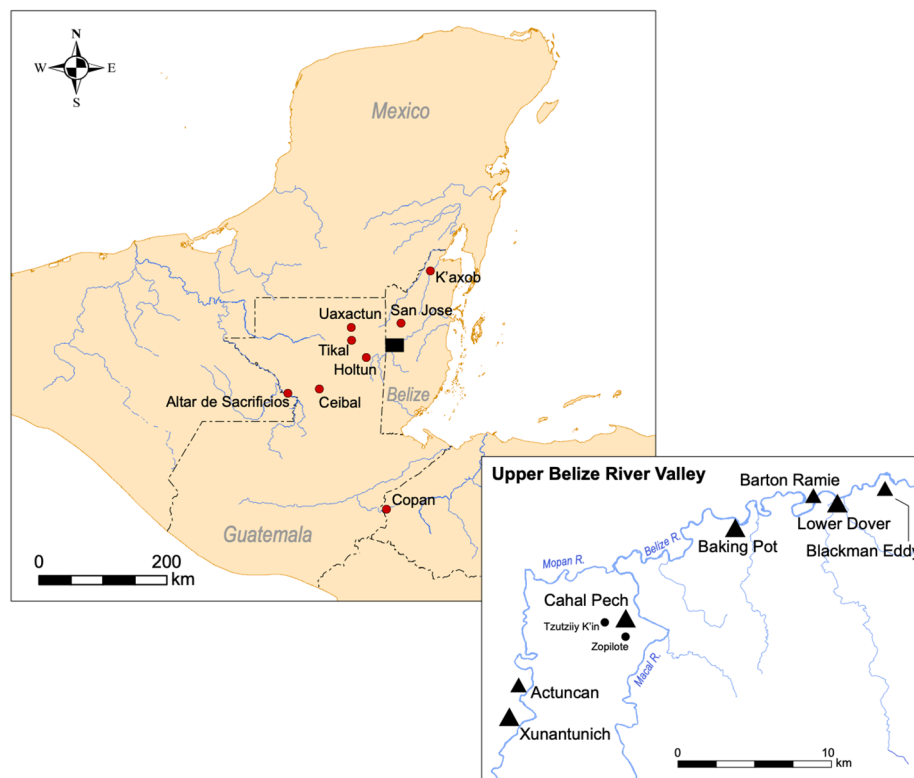 N
W E
S
Mexico
K'axob
Uaxactun
San Jose
Tikal
Holtun
Belize
Altar de Sacrificios
Ceibal
Copan
Guatemala
0 200
km
Upper Belize River Valley
Barton Ramie
Lower Dover
Blackman Eddy
Baking Pot
Belize R.
Mopan R.
Cahal Pech
Tzutziiy K'in
Zopilote
Macal R.
Actuncan
Xunantunich
0 10
km